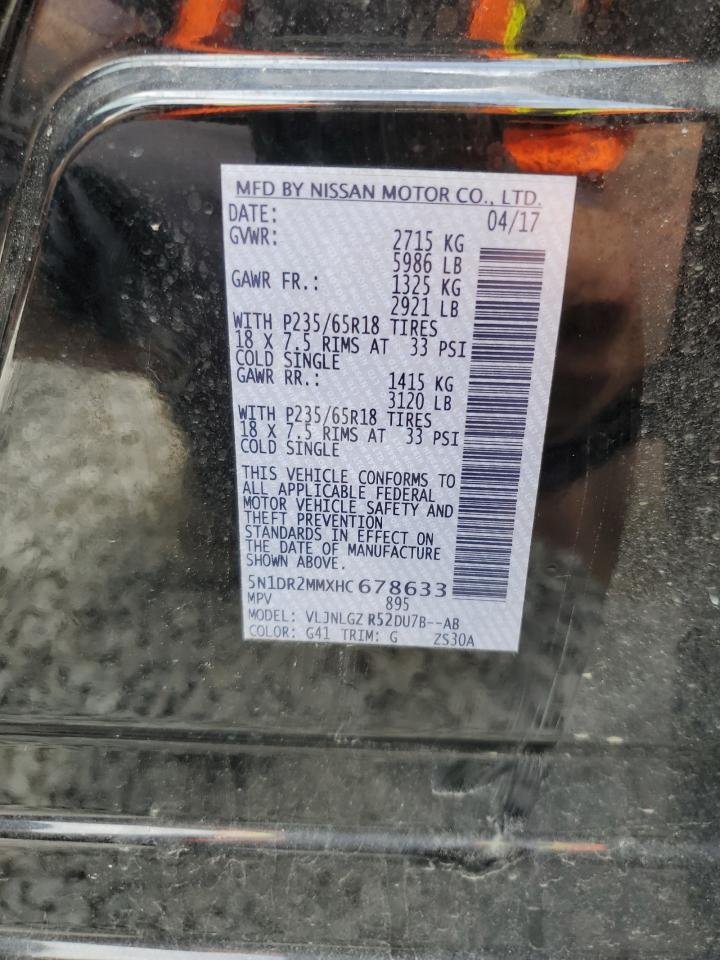 MFD BY NISSAN MOTOR CO., LTD.
DATE: 04/17
GVWR: 2715 KG
5986 LB
GAWR FR.: 1325 KG
2921 LB
WITH P235/65R18 TIRES
18 X 7.5 RIMS AT 33 PSI
COLD SINGLE
GAWR RR.: 1415 KG
3120 LB
WITH P235/65R18 TIRES
18 X 7.5 RIMS AT 33 PSI
COLD SINGLE
THIS VEHICLE CONFORMS TO
ALL APPLICABLE FEDERAL
MOTOR VEHICLE SAFETY AND
THEFT PREVENTION
STANDARDS IN EFFECT ON
THE DATE OF MANUFACTURE
SHOWN ABOVE.
5N1DR2MMXHC 678633
MPV 895
MODEL: VLJNLGZ R52DU7B--AB
COLOR: G41 TRIM: G ZS30A